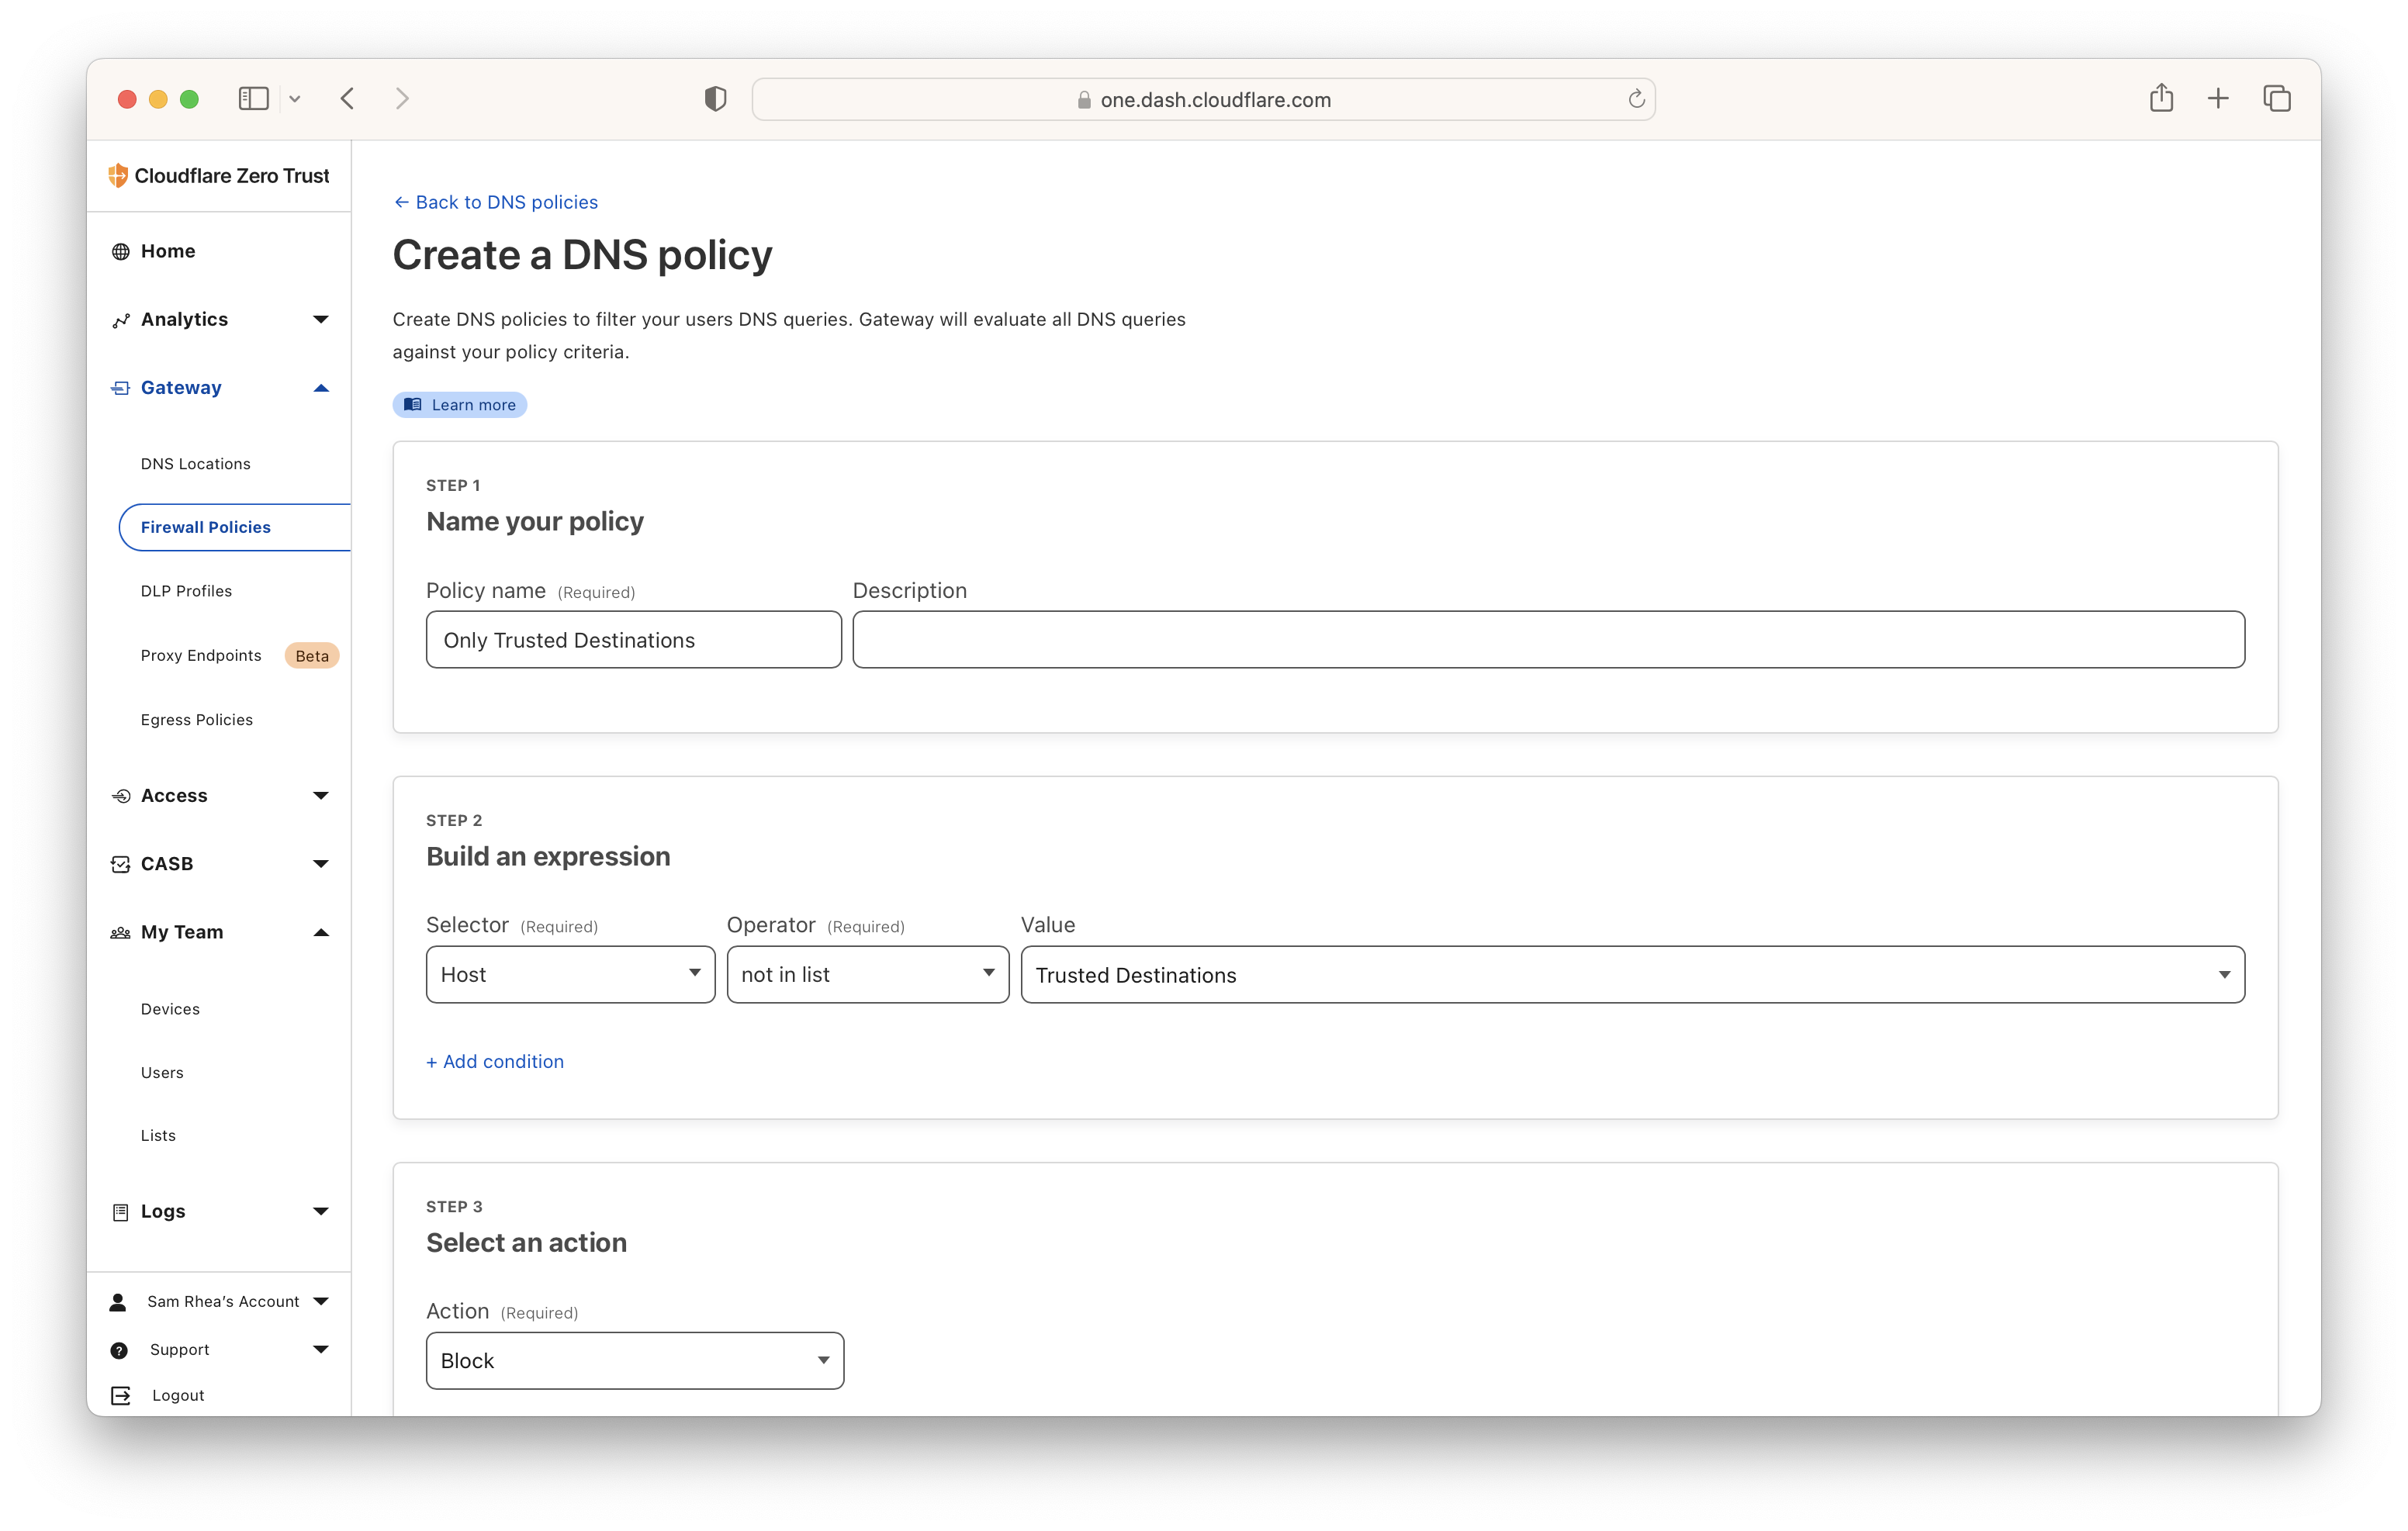 one.dash.cloudflare.com
Cloudflare Zero Trust
Home
Analytics
Gateway
DNS Locations
Firewall Policies
DLP Profiles
Proxy Endpoints Beta
Egress Policies
Access
CASB
My Team
Devices
Users
Lists
Logs
Sam Rhea's Account
? Support
Logout
← Back to DNS policies
Create a DNS policy
Create DNS policies to filter your users DNS queries. Gateway will evaluate all DNS queries
against your policy criteria.
Learn more
STEP 1
Name your policy
Policy name (Required) Description
Only Trusted Destinations
STEP 2
Build an expression
Selector (Required) Operator (Required) Value
Host not in list Trusted Destinations
+ Add condition
STEP 3
Select an action
Action (Required)
Block